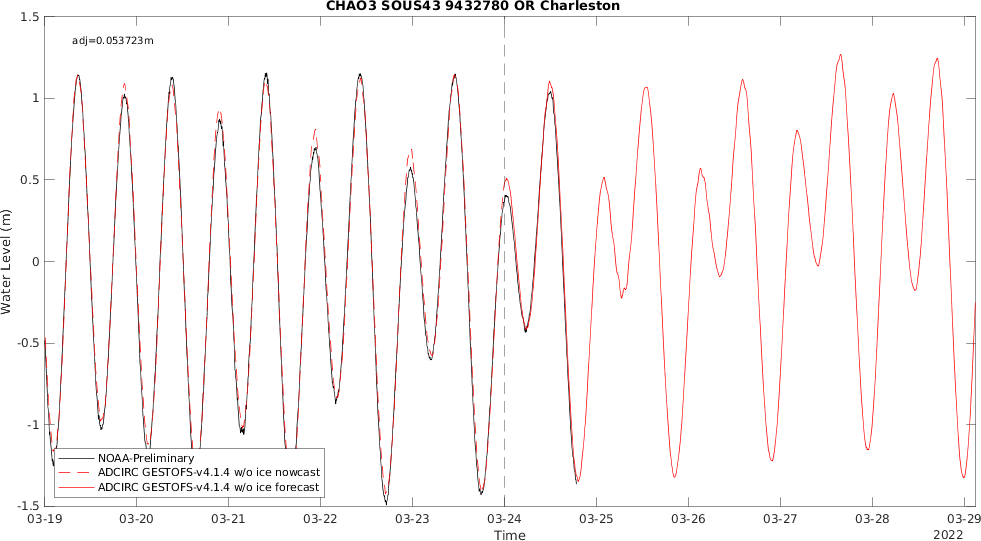 CHAO3 SOUS43 9432780 OR Charleston
adj=0.053723m
1.5
1
0.5
0
-0.5
-1
-1.5
Water Level (m)
NOAA-Preliminary
ADCIRC GESTOFS-v4.1.4 w/o ice nowcast
ADCIRC GESTOFS-v4.1.4 w/o ice forecast
03-19 03-20 03-21 03-22 03-23 03-24 03-25 03-26 03-27 03-28 03-29
2022
Time